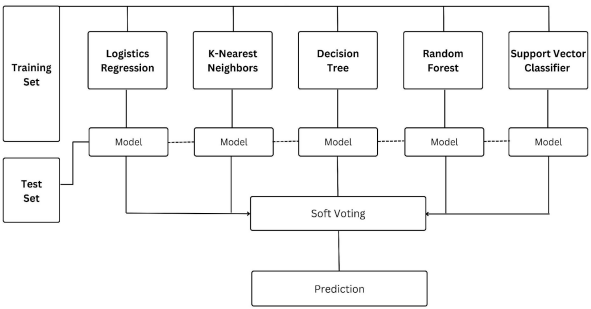 Training
Set
Logistics
Regression
K-Nearest
Neighbors
Decision
Tree
Random
Forest
Support Vector
Classifier
Model
Model
Model
Model
Model
Test
Set
Soft Voting
Prediction